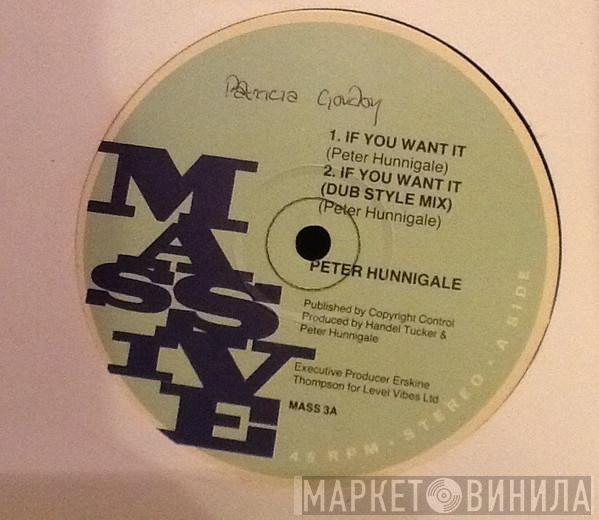 Patricia Gordon
1. IF YOU WANT IT
(Peter Hunnigale)
2. IF YOU WANT IT
(DUB STYLE MIX)
(Peter Hunnigale)
MASSIVE
PETER HUNNIGALE
Published by Copyright Control
Produced by Handel Tucker &
Peter Hunnigale
Executive Producer Erskine
Thompson for Level Vibes Ltd
MASS 3A
45 RPM • STEREO • A SIDE
МАРКЕТ ВИНИЛА